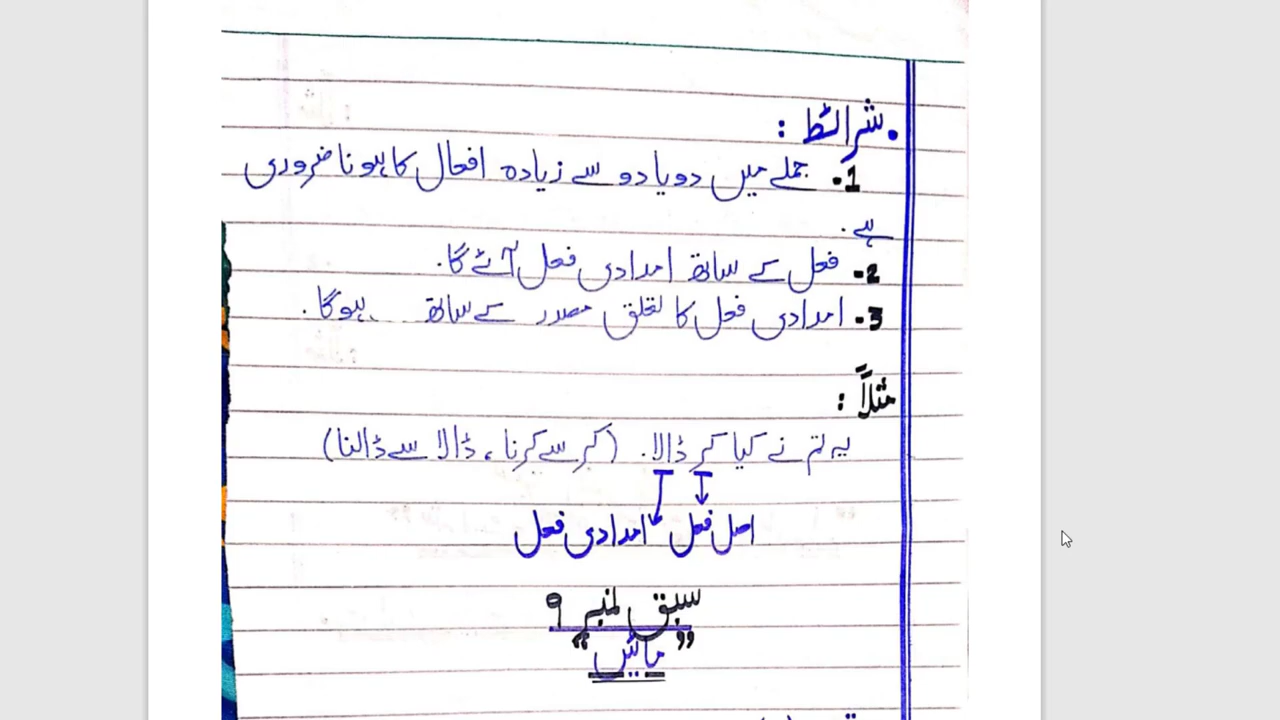 . شرائط :
1. جملے میں دو یا دو سے زیادہ افعال کا ہونا ضروری
ہے.
2. فعل کے ساتھ امدادی فعل آئے گا.
3. امدادی فعل کا تعلق مصدر کے ساتھ ہوگا.
مثلاً :
یہ تم نے کیا کر ڈالا. (کر سے کرنا، ڈالا سے ڈالنا)
اصل فعل امدادی فعل
سبق نمبر ۹
”مائیں“